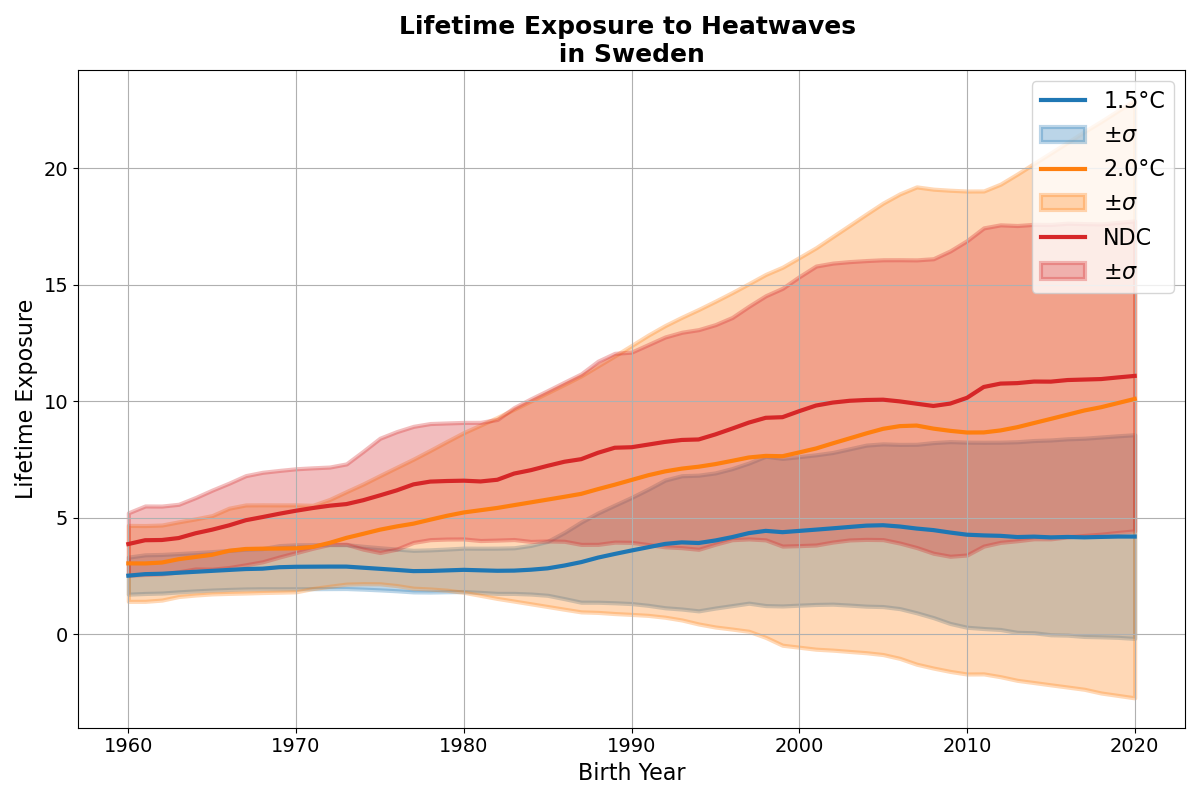 Lifetime Exposure to Heatwaves
in Sweden
1.5°C
±σ
2.0°C
±σ
NDC
±σ
Lifetime Exposure
20
15
10
5
0
1960 1970 1980 1990 2000 2010 2020
Birth Year